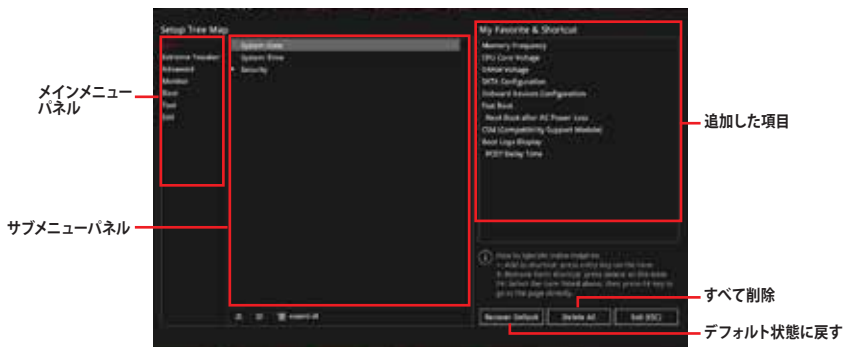 Setup Tree Map
Extreme Tweaker
Advanced
Monitor
Boot
Tool
Exit
System Date
System Time
Security
expand all
My Favorite & Shortcut
Memory Frequency
CPU Core Voltage
DRAM Voltage
SATA Configuration
Onboard Devices Configuration
Fast Boot
Next Boot after AC Power Loss
CSM (Compatibility Support Module)
Boot Logo Display
POST Delay Time
Delete All
Exit (ESC)
メインメニュー
パネル
サブメニューパネル
追加した項目
すべて削除
デフォルト状態に戻す